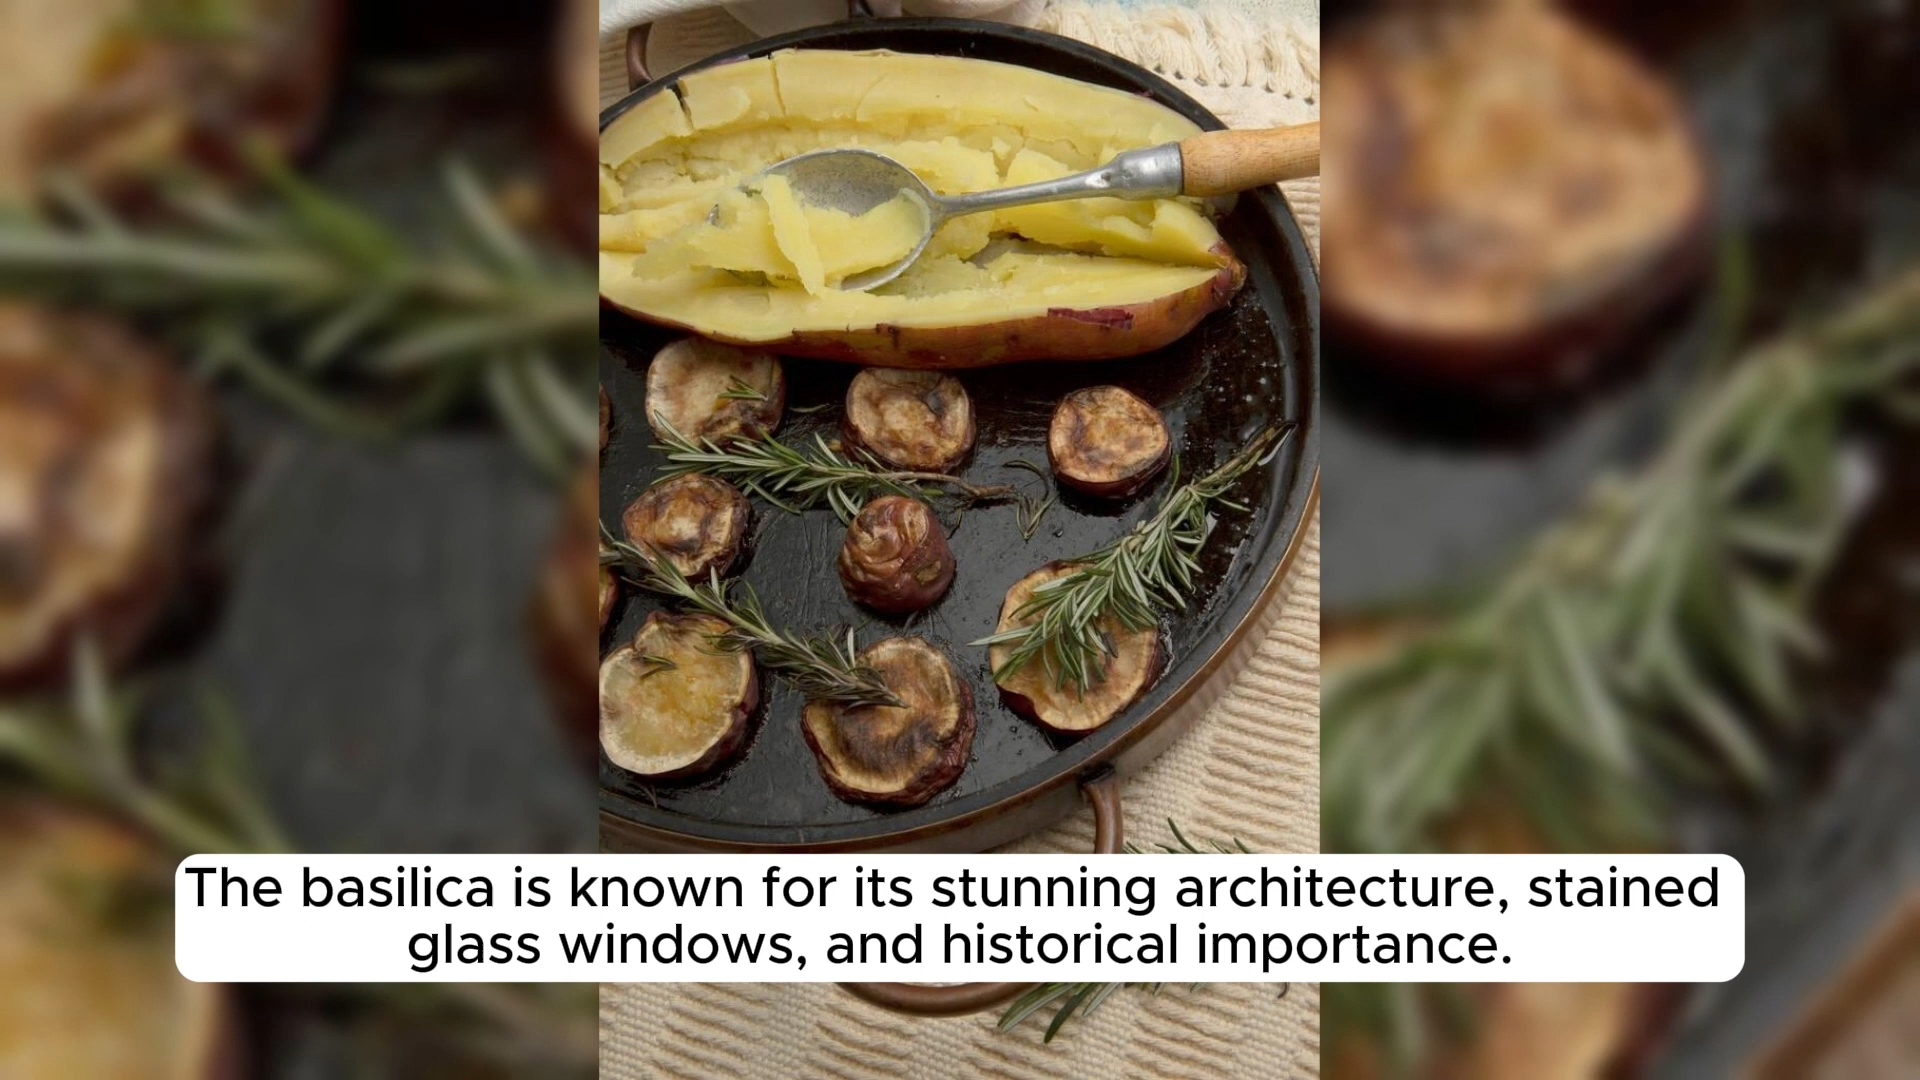 The basilica is known for its stunning architecture, stained
glass windows, and historical importance.